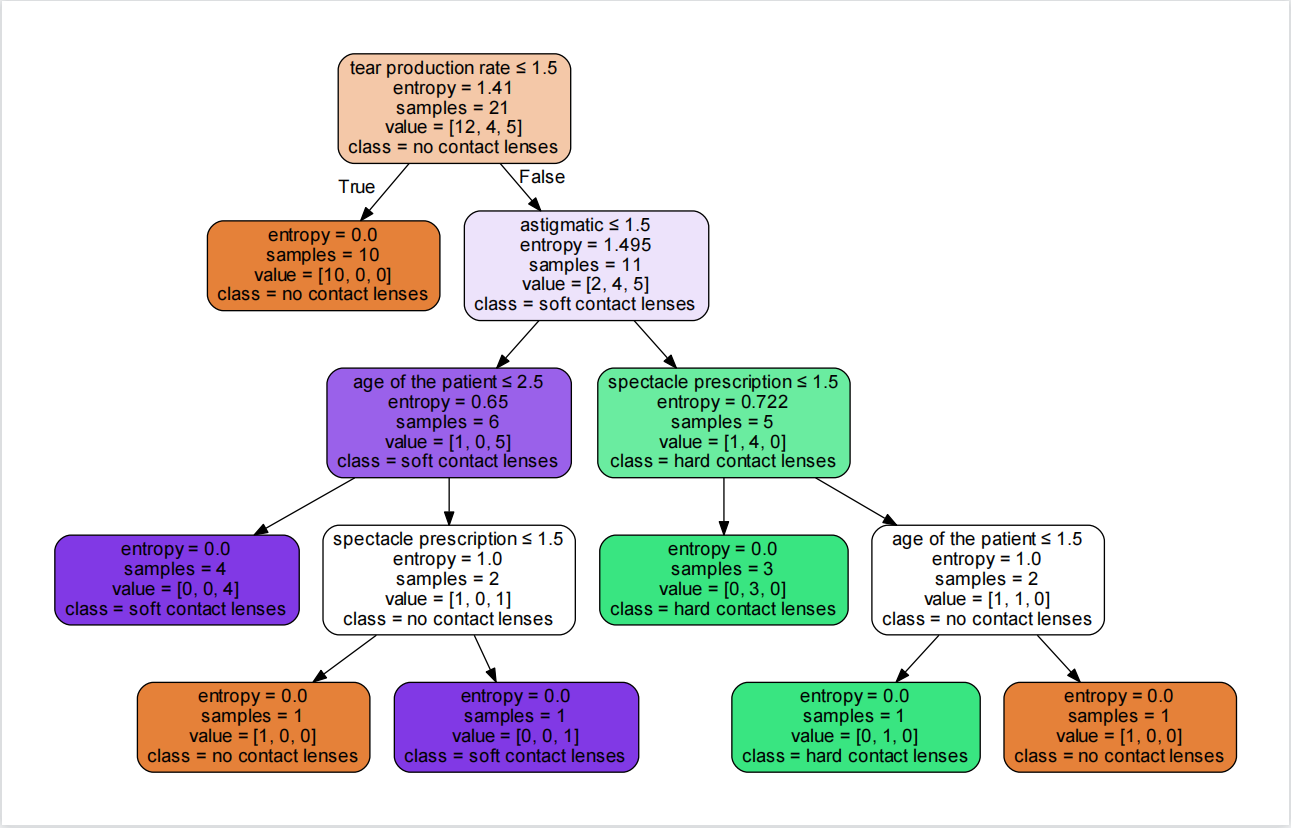 tear production rate ≤ 1.5
entropy = 1.41
samples = 21
value = [12, 4, 5]
class = no contact lenses
True
False
entropy = 0.0
samples = 10
value = [10, 0, 0]
class = no contact lenses
astigmatic ≤ 1.5
entropy = 1.495
samples = 11
value = [2, 4, 5]
class = soft contact lenses
age of the patient ≤ 2.5
entropy = 0.65
samples = 6
value = [1, 0, 5]
class = soft contact lenses
spectacle prescription ≤ 1.5
entropy = 0.722
samples = 5
value = [1, 4, 0]
class = hard contact lenses
entropy = 0.0
samples = 4
value = [0, 0, 4]
class = soft contact lenses
spectacle prescription ≤ 1.5
entropy = 1.0
samples = 2
value = [1, 0, 1]
class = no contact lenses
entropy = 0.0
samples = 3
value = [0, 3, 0]
class = hard contact lenses
age of the patient ≤ 1.5
entropy = 1.0
samples = 2
value = [1, 1, 0]
class = no contact lenses
entropy = 0.0
samples = 1
value = [1, 0, 0]
class = no contact lenses
entropy = 0.0
samples = 1
value = [0, 0, 1]
class = soft contact lenses
entropy = 0.0
samples = 1
value = [0, 1, 0]
class = hard contact lenses
entropy = 0.0
samples = 1
value = [1, 0, 0]
class = no contact lenses